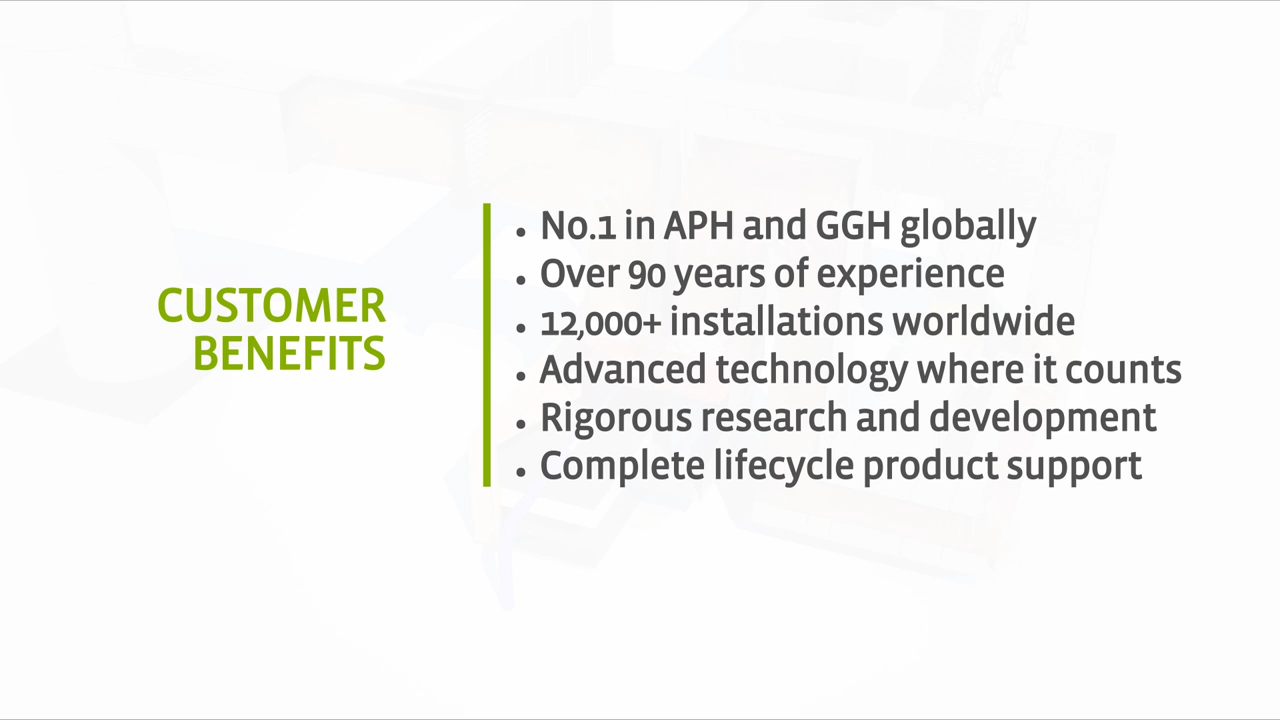 CUSTOMER
BENEFITS
• No.1 in APH and GGH globally
• Over 90 years of experience
• 12,000+ installations worldwide
• Advanced technology where it counts
• Rigorous research and development
• Complete lifecycle product support